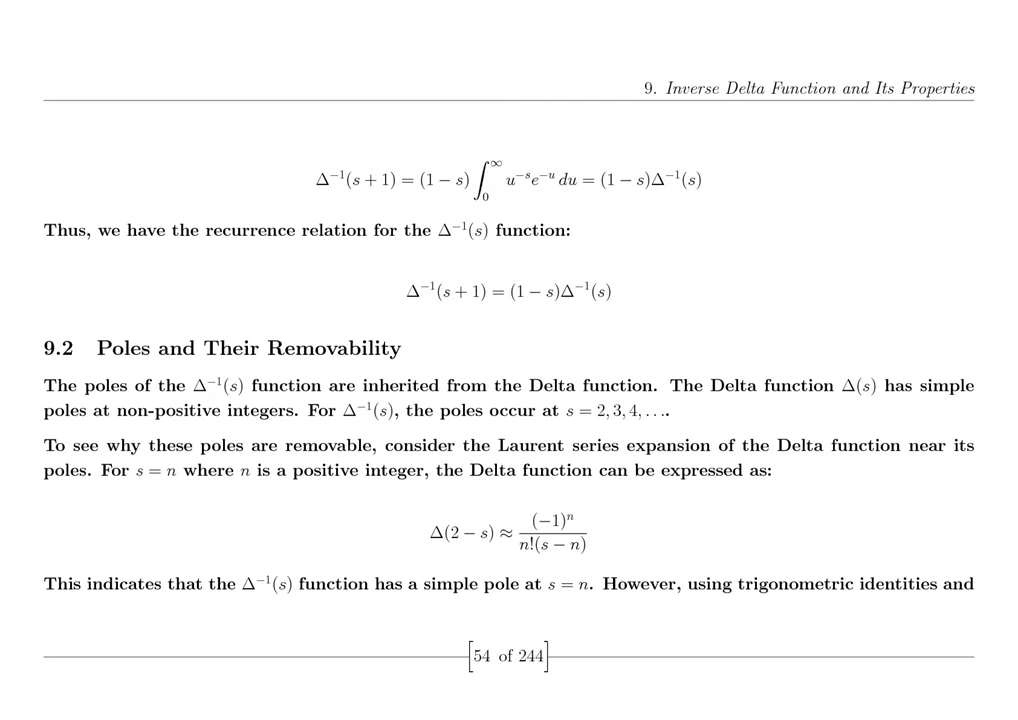 9. Inverse Delta Function and Its Properties
Δ⁻¹(s + 1) = (1 − s) ∫₀^∞ u⁻ˢe⁻ᵘ du = (1 − s)Δ⁻¹(s)
Thus, we have the recurrence relation for the Δ⁻¹(s) function:
Δ⁻¹(s + 1) = (1 − s)Δ⁻¹(s)
9.2 Poles and Their Removability
The poles of the Δ⁻¹(s) function are inherited from the Delta function. The Delta function Δ(s) has simple
poles at non-positive integers. For Δ⁻¹(s), the poles occur at s = 2, 3, 4, . . ..
To see why these poles are removable, consider the Laurent series expansion of the Delta function near its
poles. For s = n where n is a positive integer, the Delta function can be expressed as:
Δ(2 − s) ≈ (−1)ⁿ / n!(s − n)
This indicates that the Δ⁻¹(s) function has a simple pole at s = n. However, using trigonometric identities and
[54 of 244]